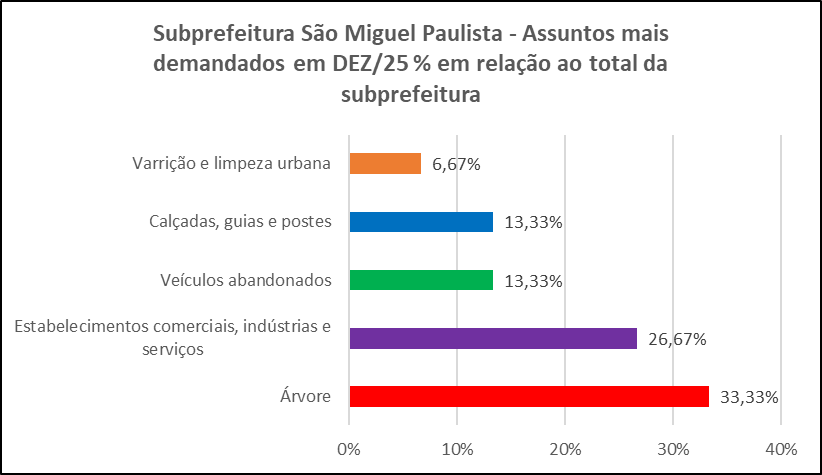 Subprefeitura São Miguel Paulista - Assuntos mais
demandados em DEZ/25 % em relação ao total da
subprefeitura
Varrição e limpeza urbana
6,67%
Calçadas, guias e postes
13,33%
Veículos abandonados
13,33%
Estabelecimentos comerciais, indústrias e
serviços
26,67%
Árvore
33,33%
0%
10%
20%
30%
40%